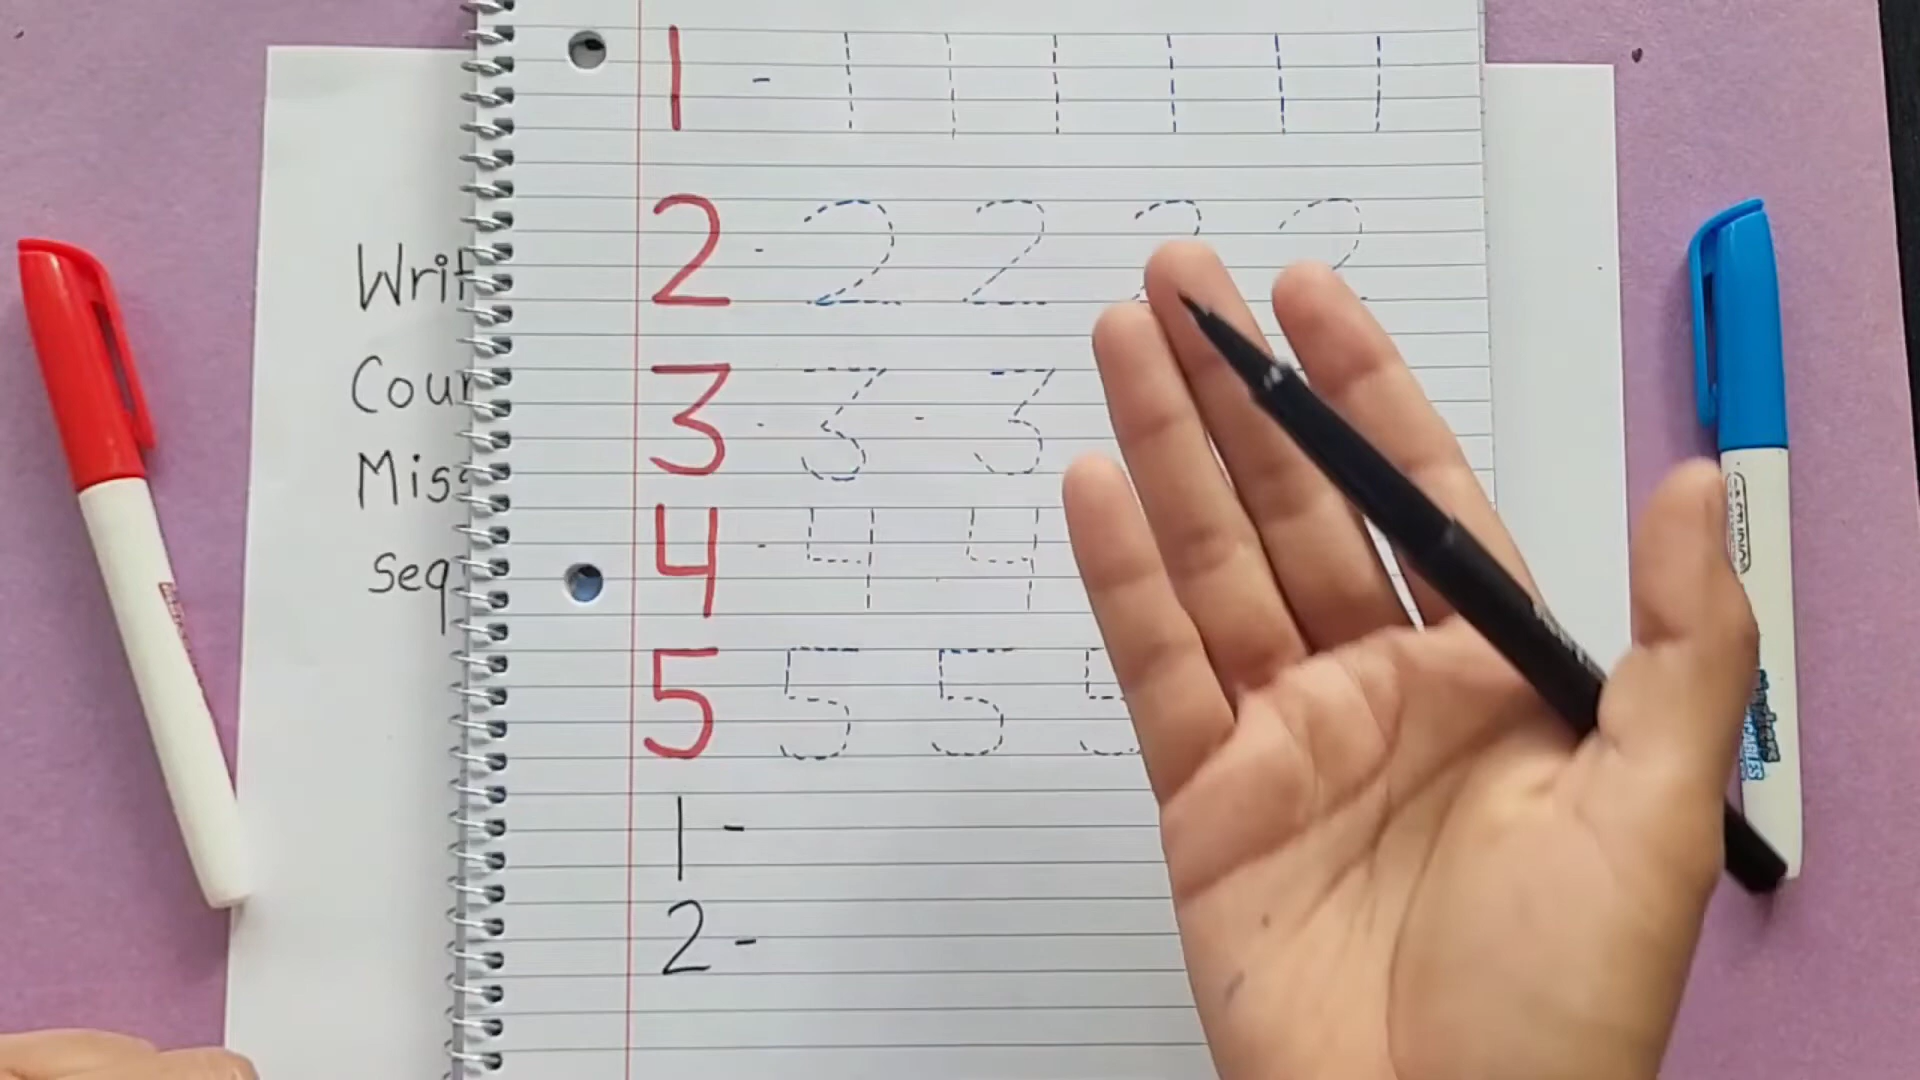 1 - 1 1 1 1 1 1
2 - 2 2 2 2
3 - 3 - 3
4 - 4 4
5 5 5 5
1 -
2 -